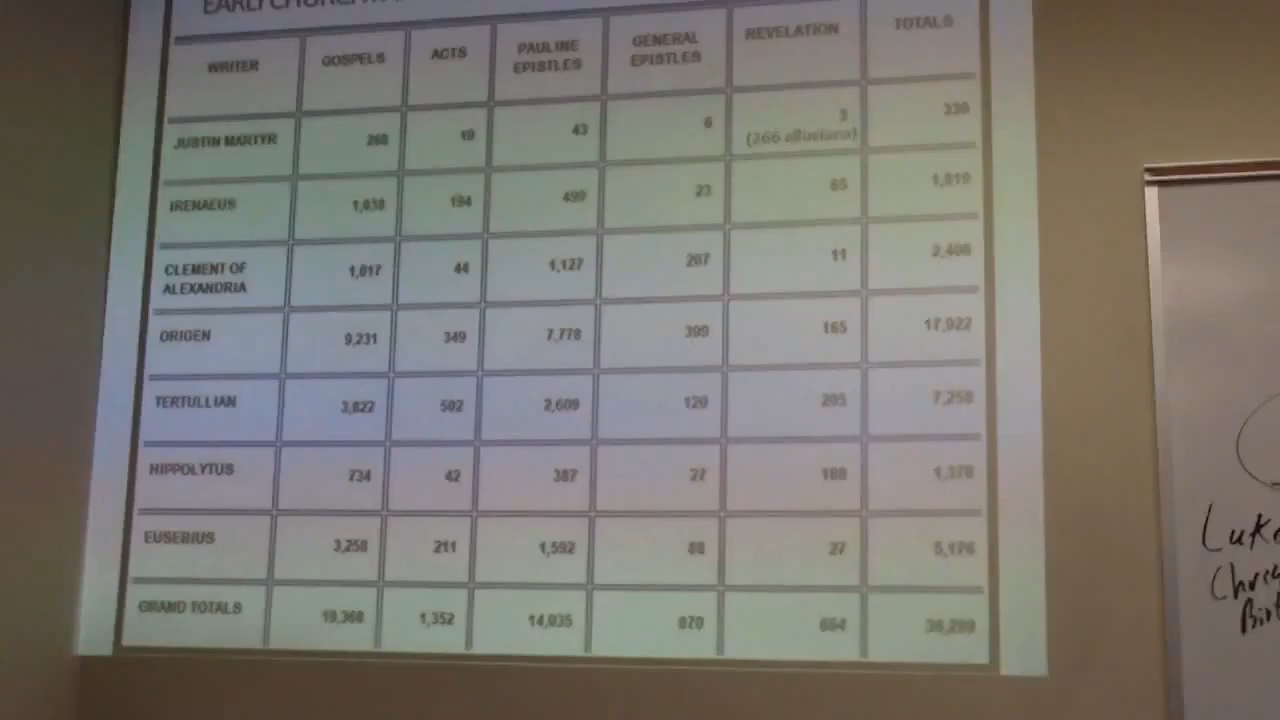 EARLY CHURCH
WRITER GOSPELS ACTS PAULINE EPISTLES GENERAL EPISTLES REVELATION TOTALS
JUSTIN MARTYR 268 10 43 6 3 (266 allusions) 330
IRENAEUS 1,038 194 499 23 65 1,819
CLEMENT OF ALEXANDRIA 1,017 44 1,127 207 11 2,406
ORIGEN 9,231 349 7,778 399 165 17,922
TERTULLIAN 3,822 502 2,609 120 205 7,258
HIPPOLYTUS 734 42 387 27 188 1,378
EUSEBIUS 3,258 211 1,592 88 27 5,176
GRAND TOTALS 19,368 1,352 14,035 870 664 36,289
Luk
Chr